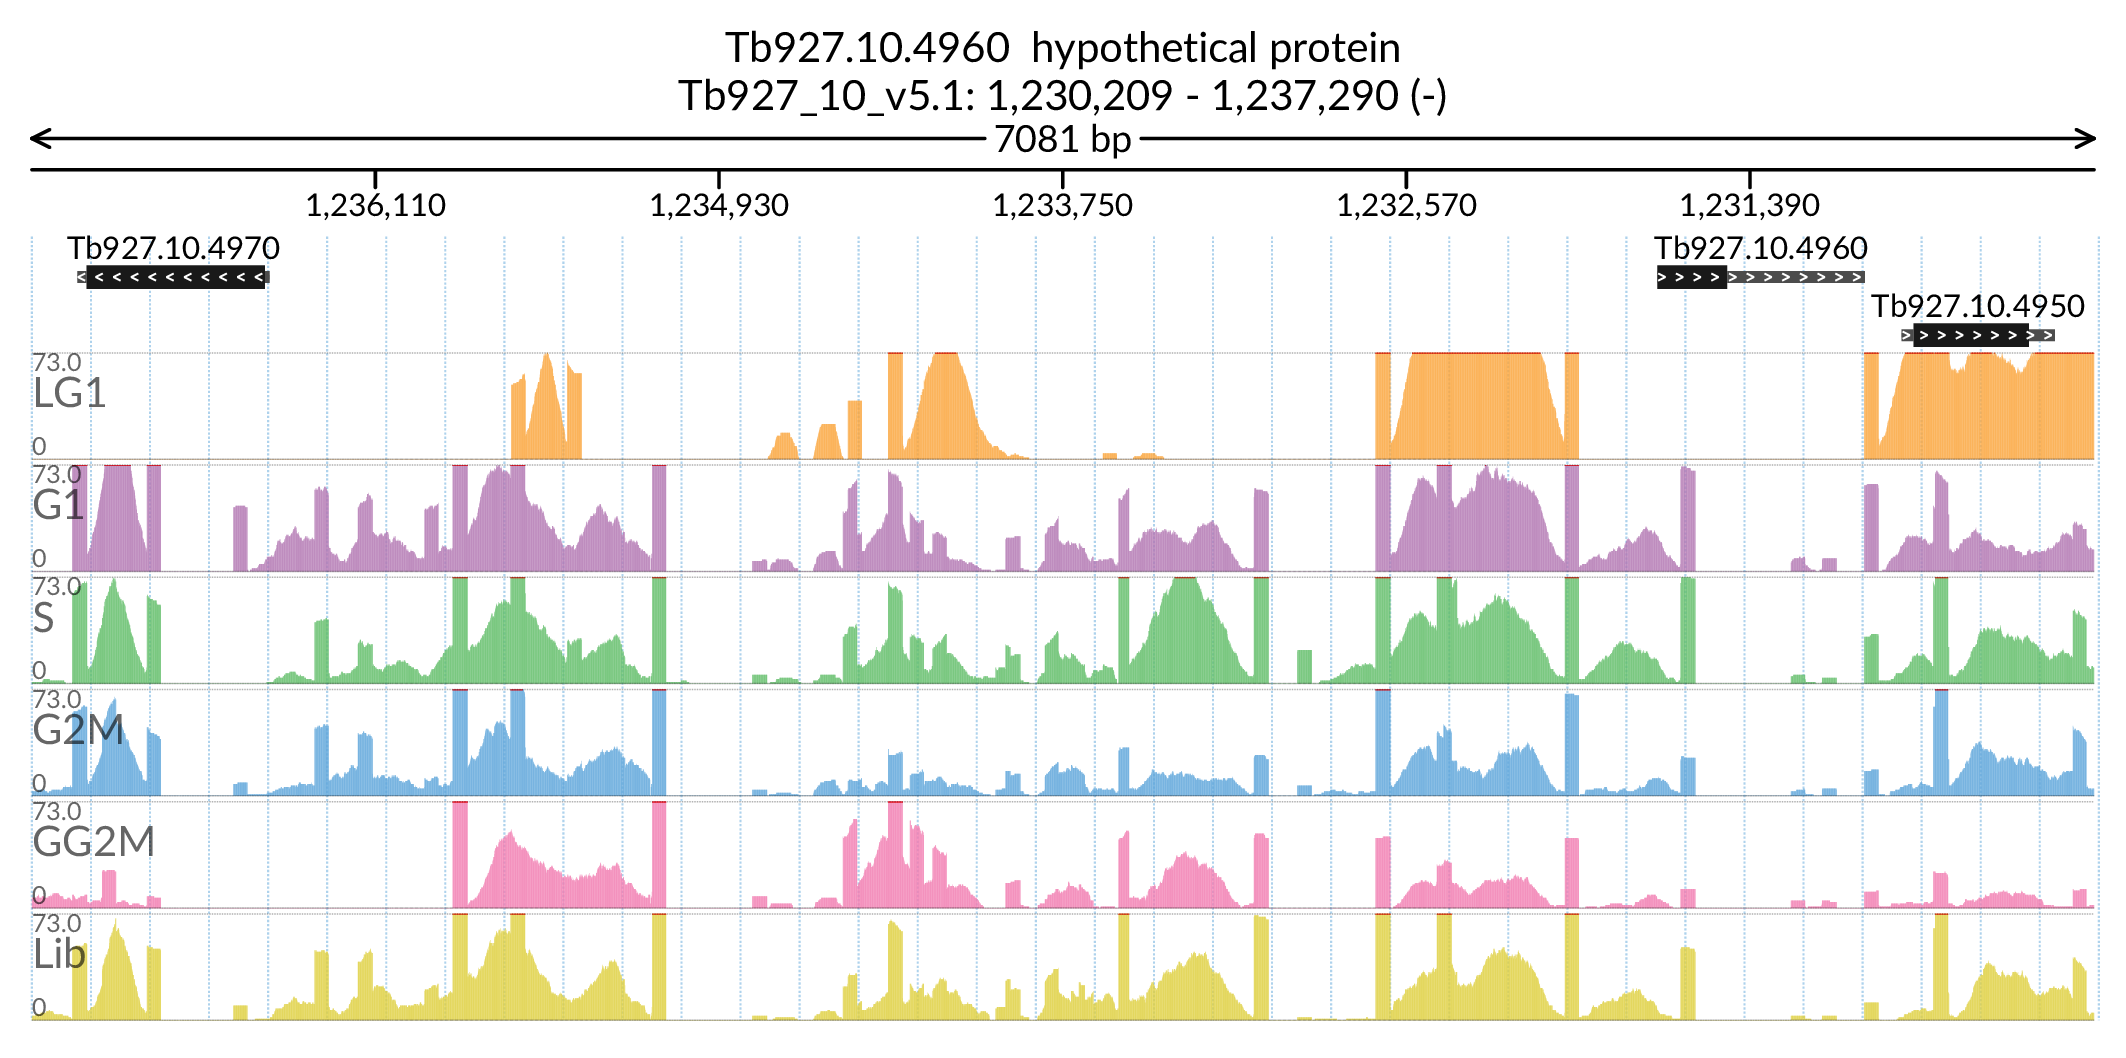 Tb927.10.4960  hypothetical protein
Tb927_10_v5.1: 1,230,209 - 1,237,290 (-)
7081 bp
1,236,110 1,234,930 1,233,750 1,232,570 1,231,390
Tb927.10.4970 Tb927.10.4960
Tb927.10.4950
73.0
LG1
0
73.0
G1
0
73.0
S
0
73.0
G2M
0
73.0
GG2M
0
73.0
Lib
0